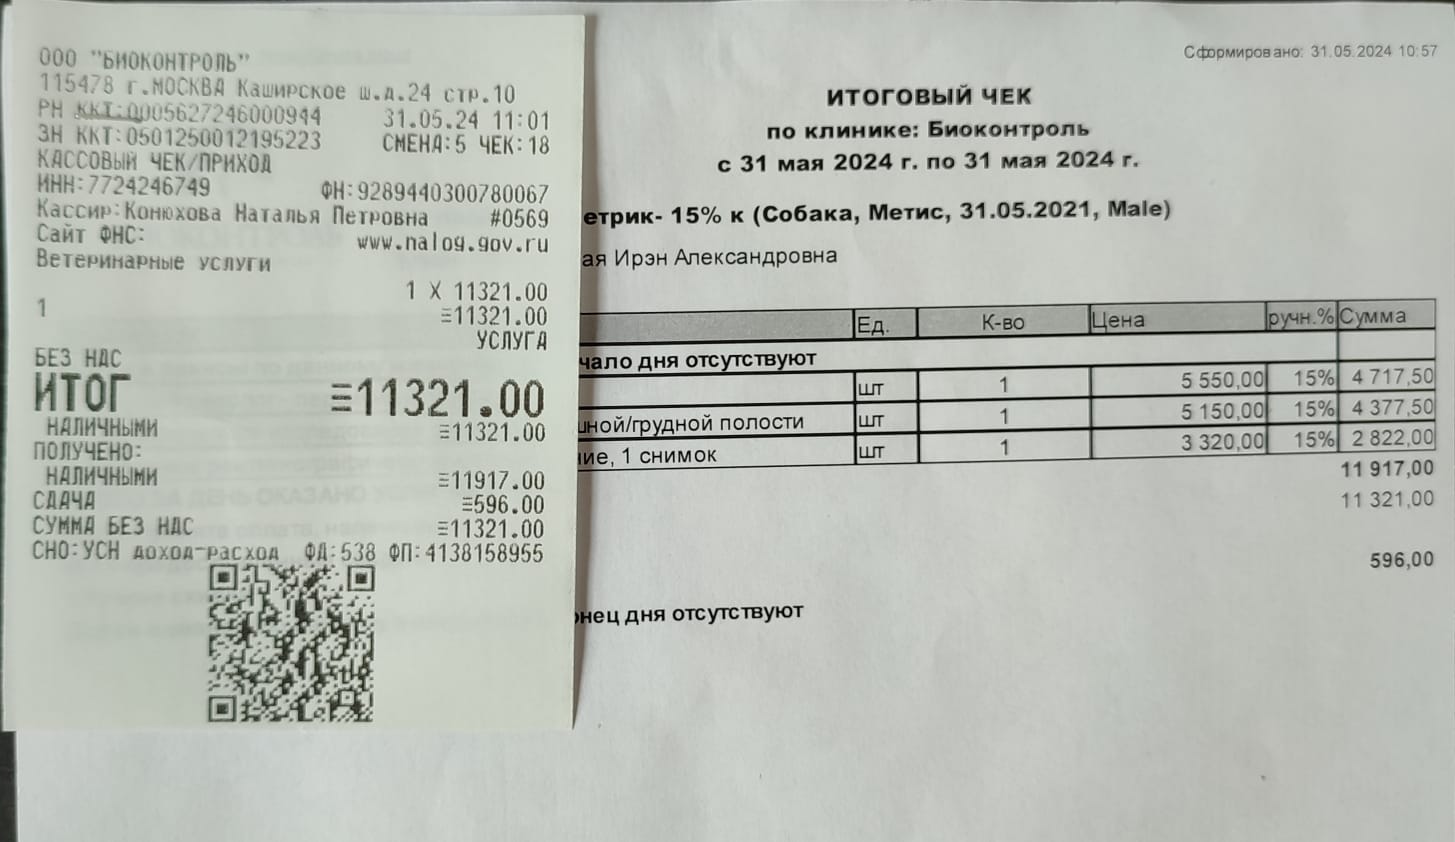 ООО "БИОКОНТРОЛЬ"
115478 г.МОСКВА Каширское ш.д.24 стр.10
РН ККТ:0005627246000944 31.05.24 11:01
ЗН ККТ:0501250012195223 СМЕНА:5 ЧЕК:18
КАССОВЫЙ ЧЕК/ПРИХОД
ИНН:7724246749 ФН:9289440300780067
Кассир:Конюхова Наталья Петровна #0569
Сайт ФНС: www.nalog.gov.ru
Ветеринарные услуги
1 X 11321.00
1 ≡11321.00
УСЛУГА
БЕЗ НДС
ИТОГ ≡11321.00
НАЛИЧНЫМИ ≡11321.00
ПОЛУЧЕНО:
НАЛИЧНЫМИ ≡11917.00
СДАЧА ≡596.00
СУММА БЕЗ НДС ≡11321.00
СНО:УСН доход-расход ФД:538 ФП:4138158955
Сформировано: 31.05.2024 10:57
ИТОГОВЫЙ ЧЕК
по клинике: Биоконтроль
с 31 мая 2024 г. по 31 мая 2024 г.
етрик- 15% к (Собака, Метис, 31.05.2021, Male)
ая Ирэн Александровна
Ед. К-во Цена ручн.% Сумма
чало дня отсутствуют
шт 1 5 550,00 15% 4 717,50
ной/грудной полости шт 1 5 150,00 15% 4 377,50
ие, 1 снимок шт 1 3 320,00 15% 2 822,00
11 917,00
11 321,00
596,00
онец дня отсутствуют